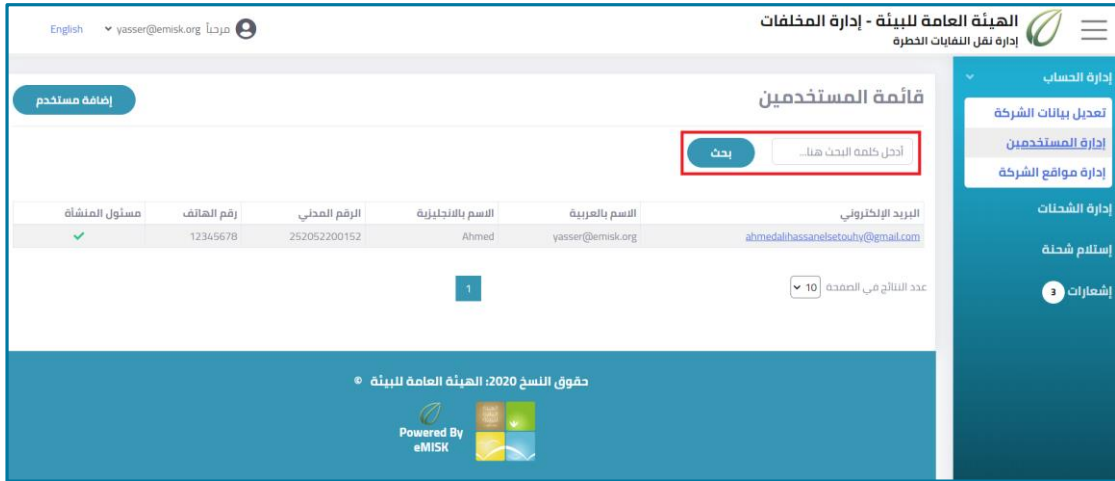 الهيئة العامة للبيئة - إدارة المخلفات
إدارة نقل النفايات الخطرة
مرحباً yasser@emisk.org
English
إدارة الحساب
تعديل بيانات الشركة
إدارة المستخدمين
إدارة مواقع الشركة
إدارة الشحنات
إستلام شحنة
إشعارات 3
قائمة المستخدمين
إضافة مستخدم
أدخل كلمة البحث هنا...
بحث
البريد الإلكتروني الاسم بالعربية الاسم بالانجليزية الرقم المدني رقم الهاتف مسئول المنشأة
ahmedalihassanelsetouhy@gmail.com yasser@emisk.org Ahmed 252052200152 12345678
عدد النتائج في الصفحة 10
1
حقوق النسخ 2020: الهيئة العامة للبيئة ©
Powered By
eMISK